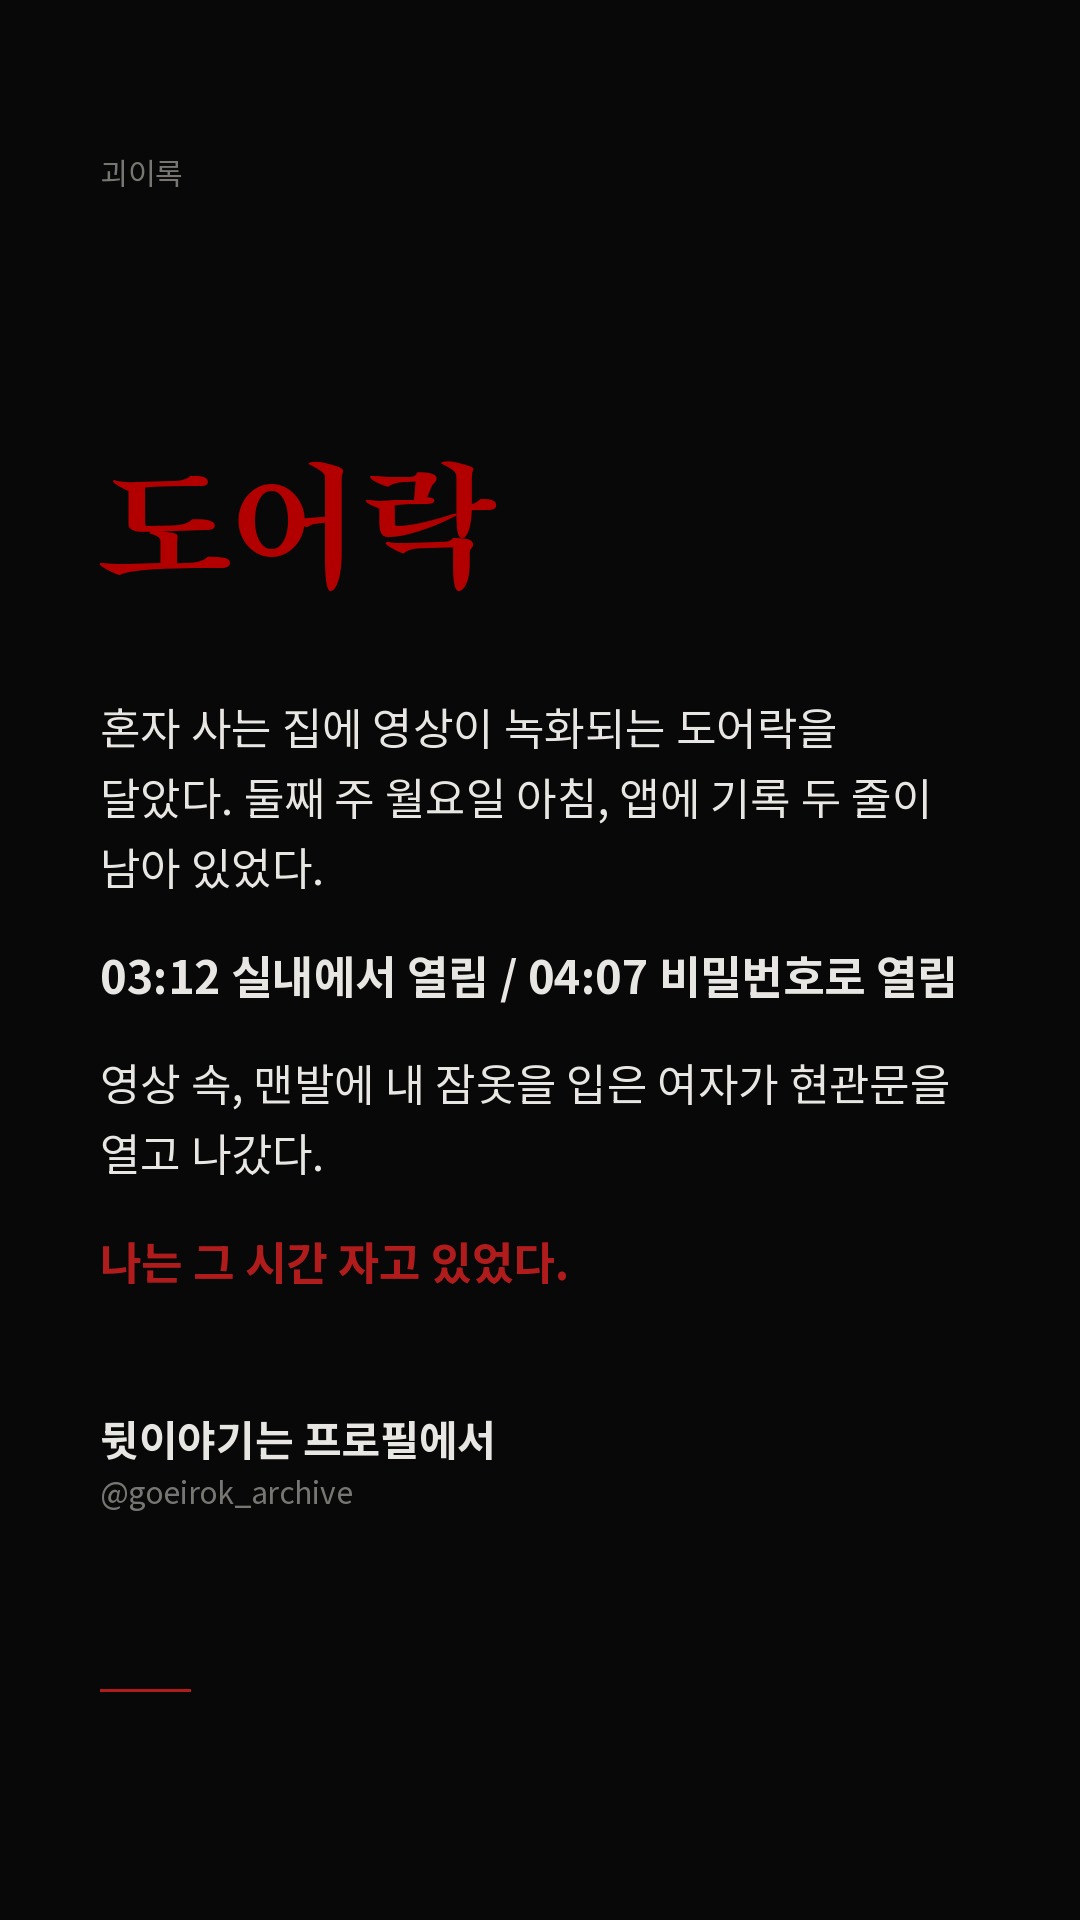 괴이록
도어락
혼자 사는 집에 영상이 녹화되는 도어락을
달았다. 둘째 주 월요일 아침, 앱에 기록 두 줄이
남아 있었다.
03:12 실내에서 열림 / 04:07 비밀번호로 열림
영상 속, 맨발에 내 잠옷을 입은 여자가 현관문을
열고 나갔다.
나는 그 시간 자고 있었다.
뒷이야기는 프로필에서
@goeirok_archive